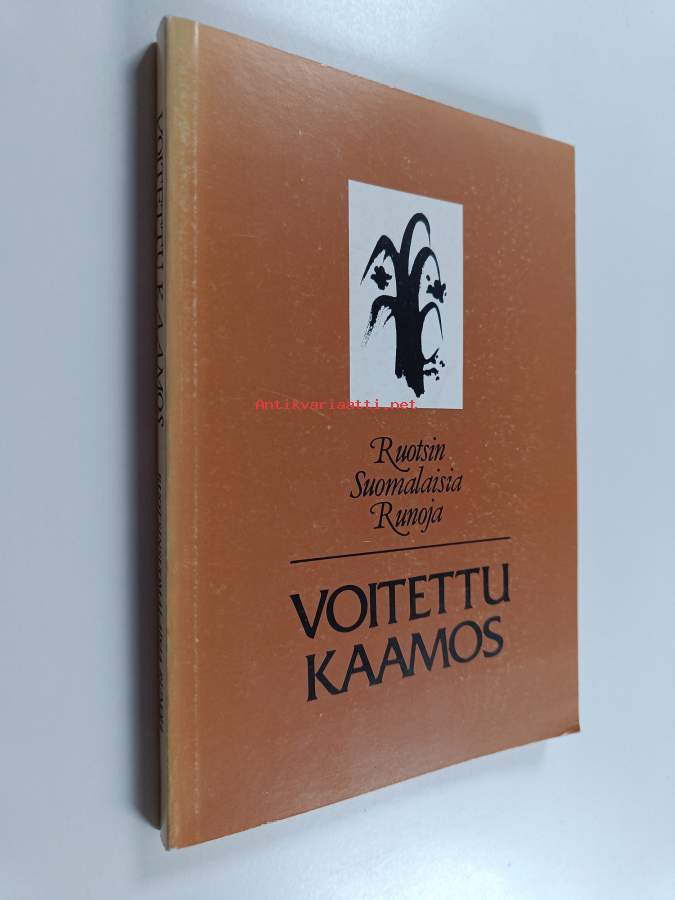 Antikvariaatti.net
Ruotsin
Suomalaisia
Runoja
VOITETTU
KAAMOS
VOITETTU KAAMOS